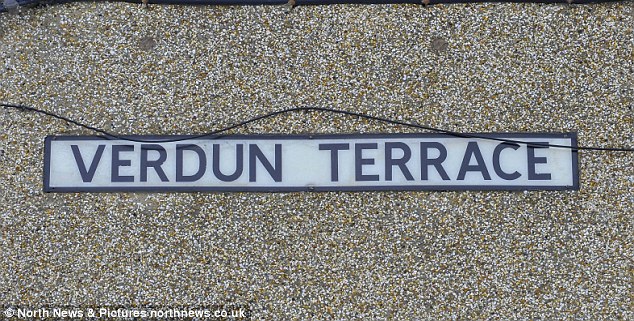 VERDUN TERRACE
© North News & Pictures northnews.co.uk